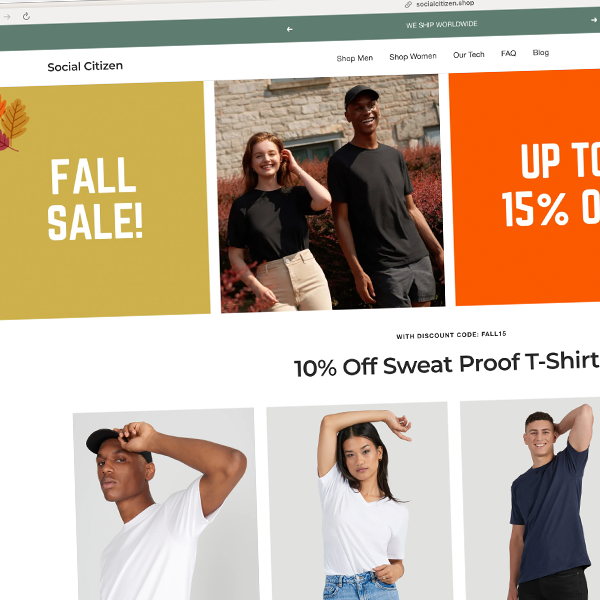 socialcitizen.shop
WE SHIP WORLDWIDE
Social Citizen
Shop Men
Shop Women
Our Tech
FAQ
Blog
FALL
SALE!
UP TO
15% O
WITH DISCOUNT CODE: FALL15
10% Off Sweat Proof T-Shirt